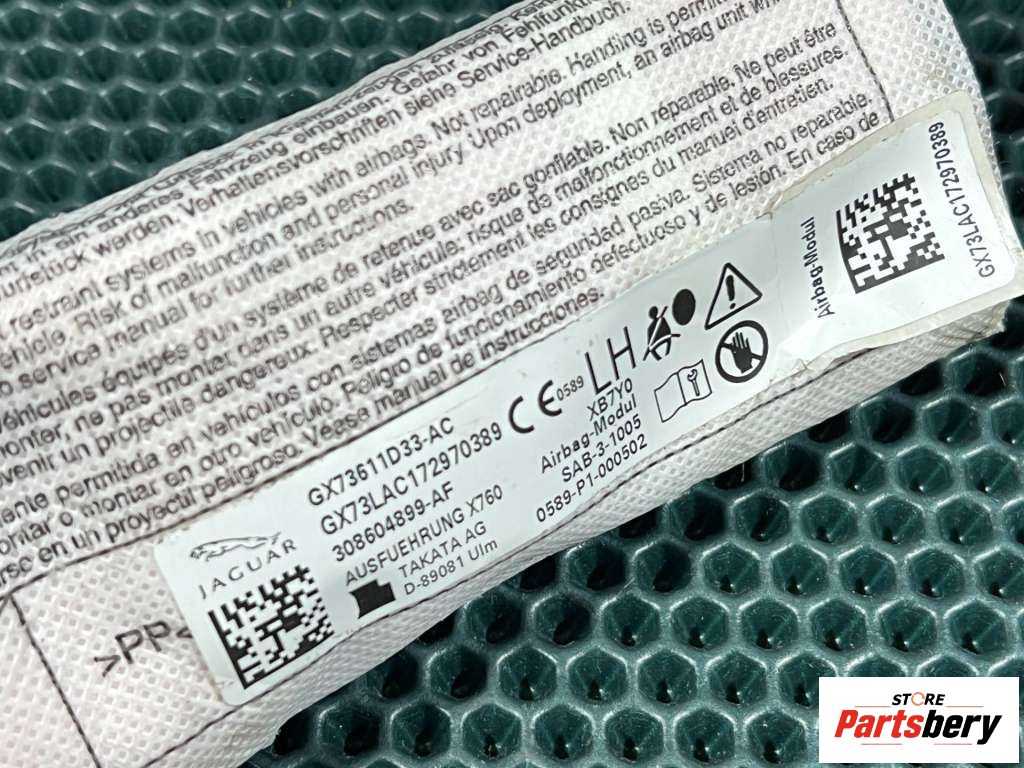 ein anderes Fahrzeug einbauen. Gefahr von Fehlfunktion
werden. Verhaltensvorschriften siehe Service-Handbuch.
restraint systems in vehicles with airbags. Not repairable. Handling is permit
Risk of malfunction and personal injury. Upon deployment, an airbag unit
service manual for further instructions.
véhicules équipés d'un système de retenue avec sac gonflable. Non réparable. Ne peut être
ne pas montar dans un autre véhicule: risque de malfonctionnement et de blessures.
un projectile dangereux. Respecter strictement les consignes du manuel d'entretien.
permitida en vehículos con sistemas airbag de seguridad pasiva. Sistema no reparable.
o montar en otro vehículo. Peligro de funcionamiento defectuoso y de lesión. En caso de
en un proyectil peligroso. Vease manual de instrucciones.
>PP<
JAGUAR
GX73611D33-AC
GX73LAC172970389
308604899-AF
AUSFUEHRUNG X760
TAKATA AG
D-89081 Ulm
CE 0589
LH
XB7Y0
Airbag-Modul
SAB-3-1005
0589-P1-000502
Airbag-Modul
GX73LAC172970389
STORE
Partsbery